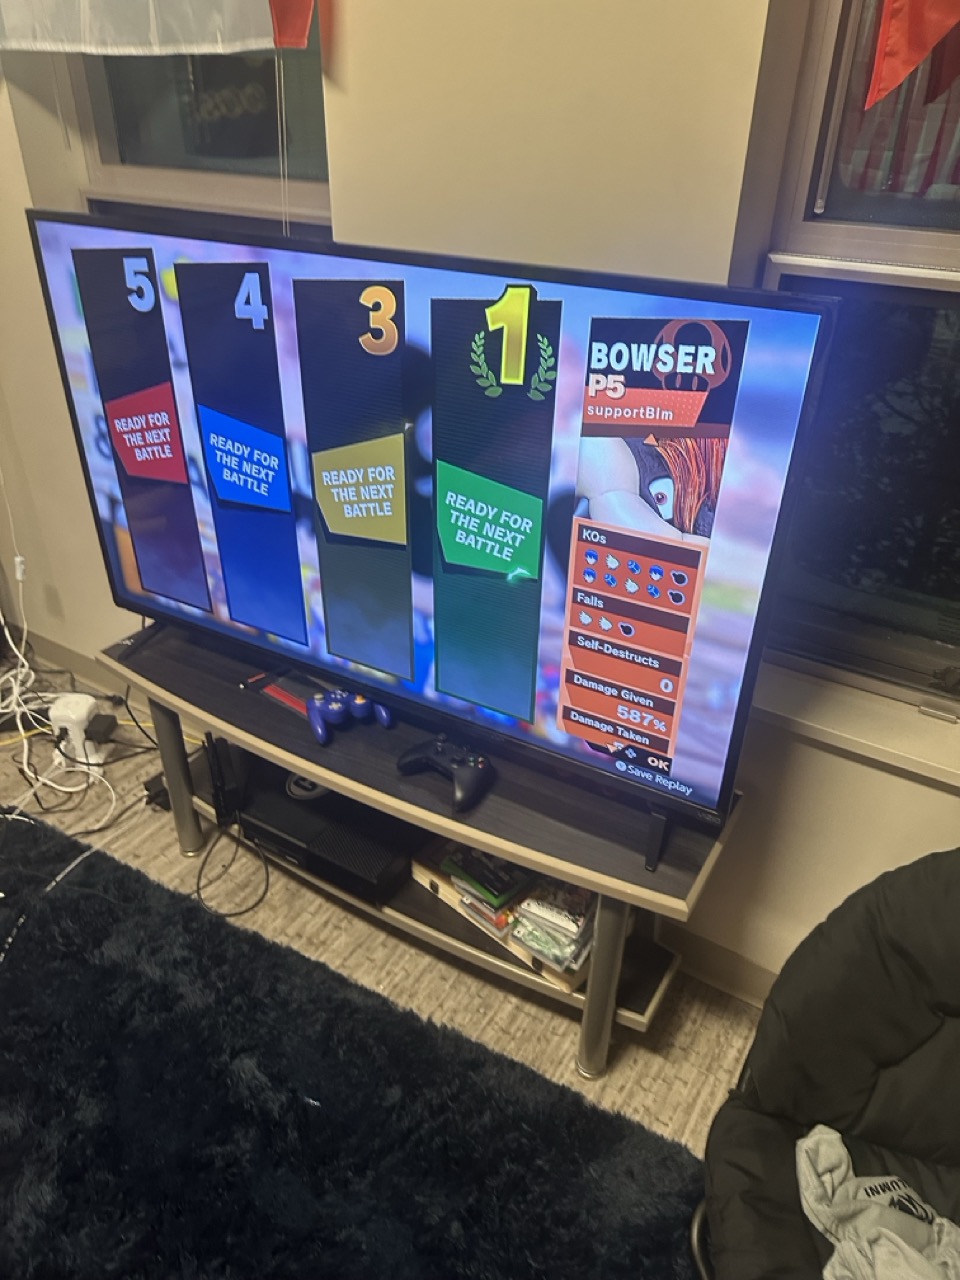 5
READY FOR
THE NEXT
BATTLE
4
READY FOR
THE NEXT
BATTLE
3
READY FOR
THE NEXT
BATTLE
1
READY FOR
THE NEXT
BATTLE
BOWSER
P5
supportBlm
KOs
Falls
Self-Destructs
0
Damage Given
587%
Damage Taken
OK
Save Replay
VIZIO
ALUMNI